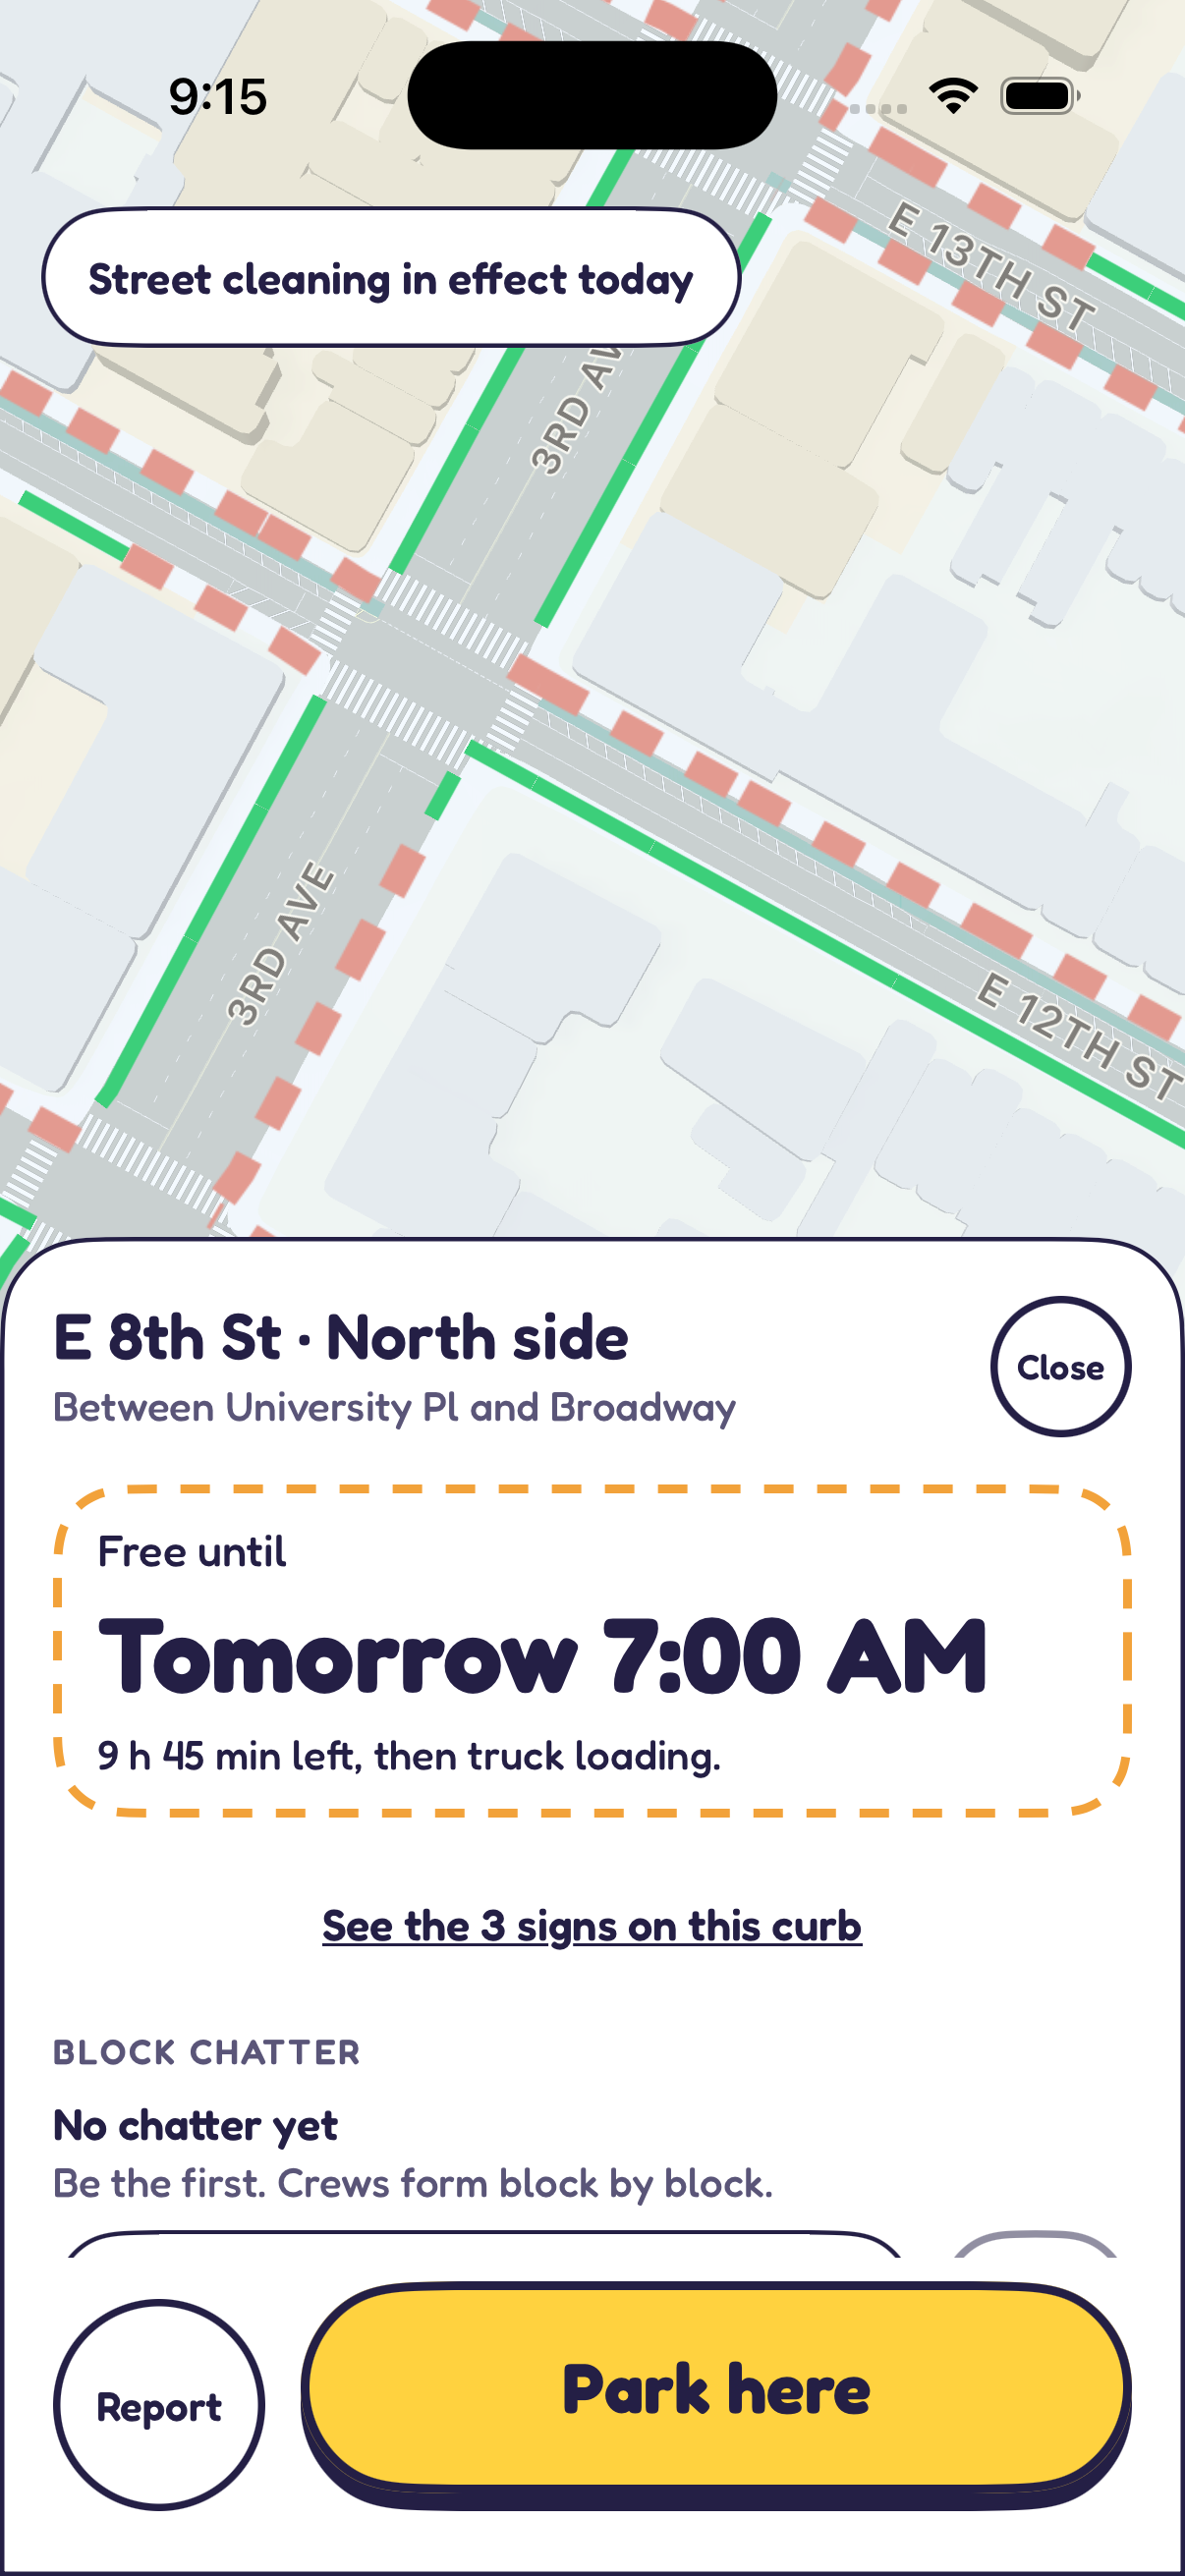 9:15
E 13TH ST
Street cleaning in effect today
3RD AV
3RD AVE
E 12TH ST
E 8th St · North side
Close
Between University Pl and Broadway
Free until
Tomorrow 7:00 AM
9 h 45 min left, then truck loading.
See the 3 signs on this curb
BLOCK CHATTER
No chatter yet
Be the first. Crews form block by block.
Report
Park here